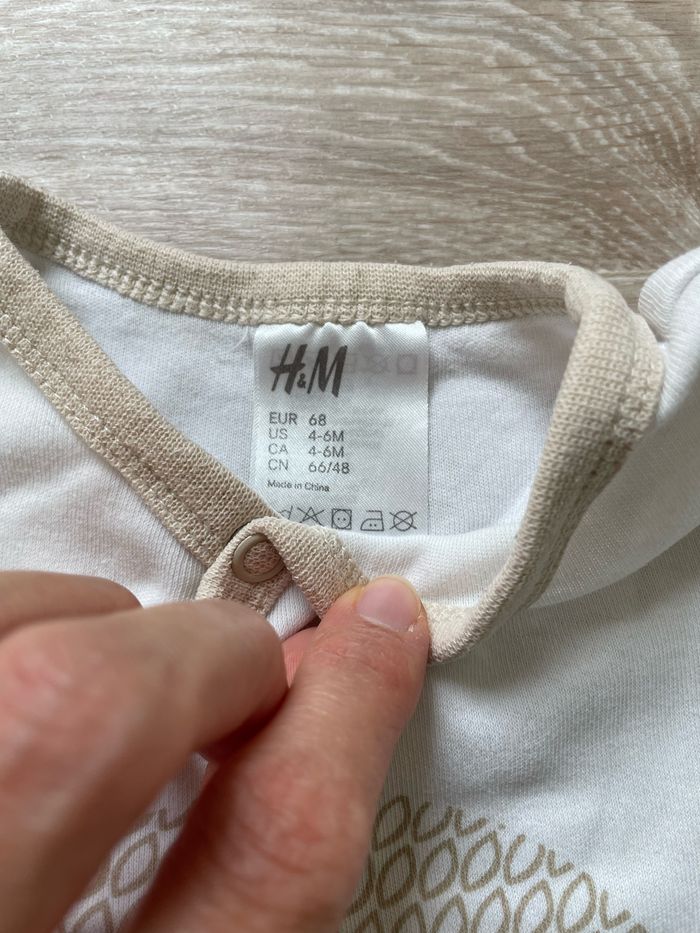 H&M
EUR 68
US 4-6M
CA 4-6M
CN 66/48
Made in China